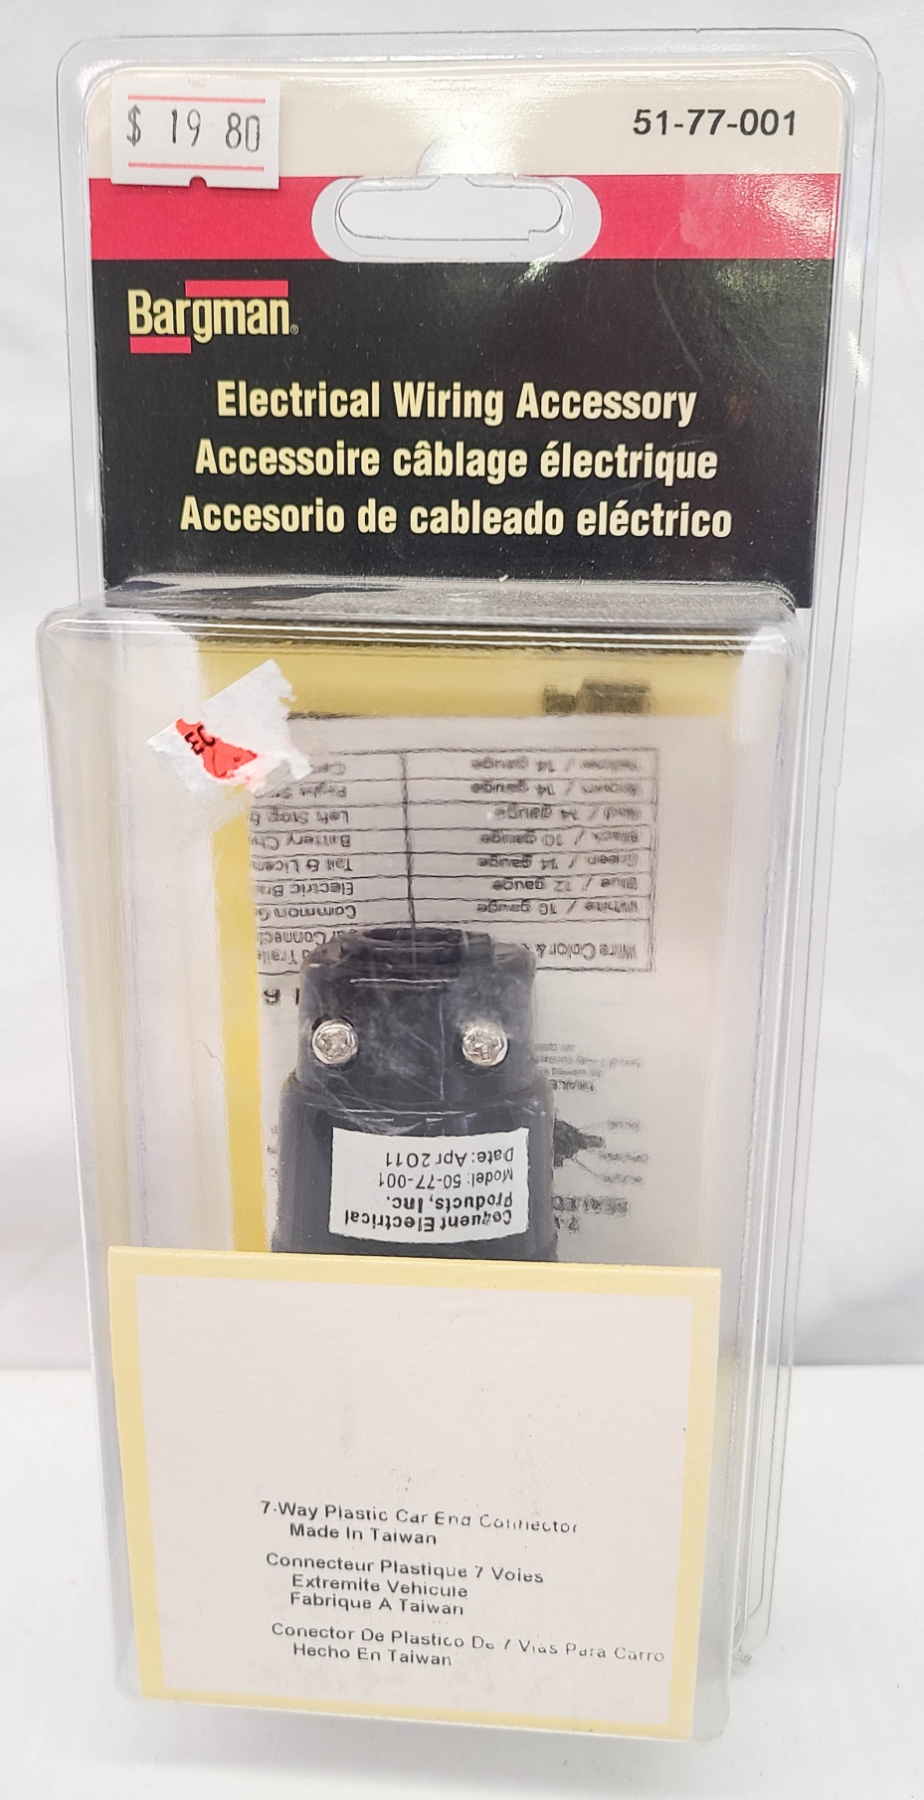 $ 19 80
51-77-001
Bargman®
Electrical Wiring Accessory
Accessoire câblage électrique
Accesorio de cableado eléctrico
Yellow / 14 gauge
Brown / 14 gauge
Red / 14 gauge Left Stop &
Black / 10 gauge Battery
Green / 14 gauge Tail &
Blue / 12 gauge Electric
White / 10 gauge Common
Wire Color &
Date: Apr 2011
Model: 50-77-001
Products, Inc.
Cequent Electrical
7-Way Plastic Car End Connector
Made In Taiwan
Connecteur Plastique 7 Voies
Extremite Vehicule
Fabrique A Taiwan
Conector De Plastico De 7 Vias Para Carro
Hecho En Taiwan